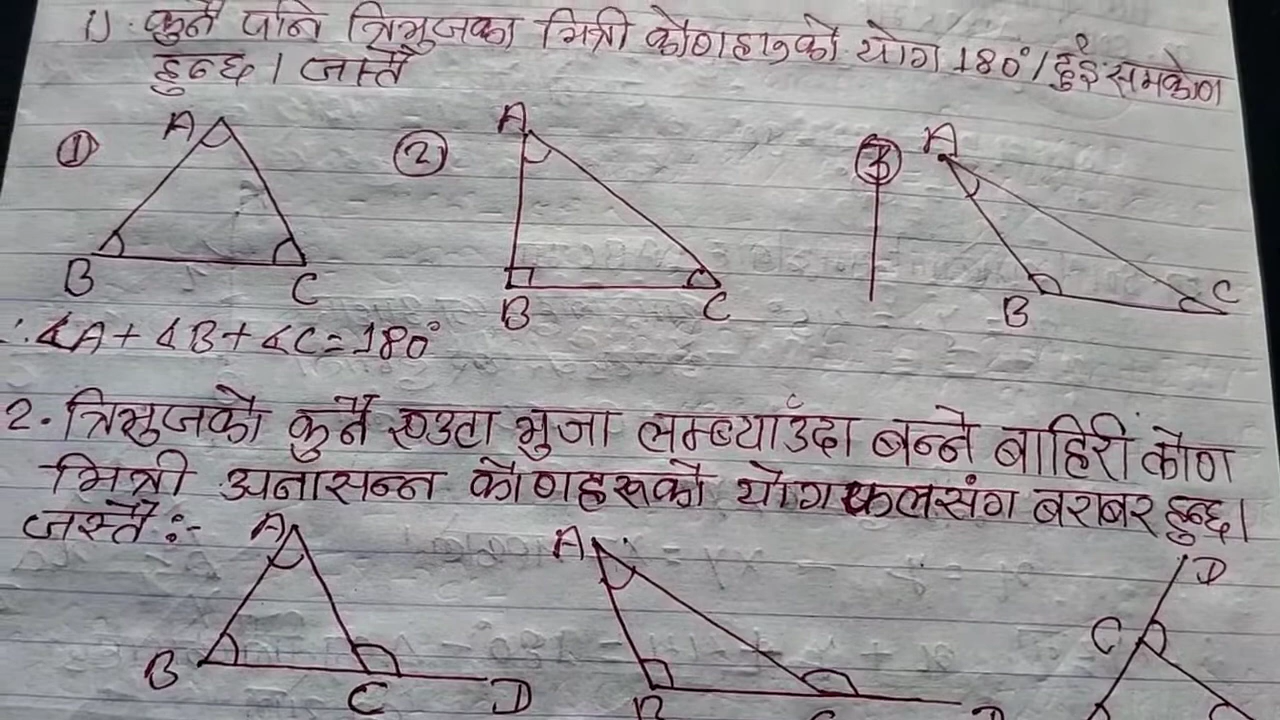 1) कुनै पनि त्रिभुजका भित्री कोणहरुको योग 180°/ दुई समकोण
हुन्छ। जस्तै
① ② ③
A A A
B C B C B C
∴ ∠A + ∠B + ∠C = 180°
2. त्रिभुजको कुनै एउटा भुजा लम्ब्याउँदा बन्ने बाहिरी कोण
भित्री अनासन्न कोणहरूको योगफलसंग बराबर हुन्छ।
जस्तै :-
A A D
C
B C D B